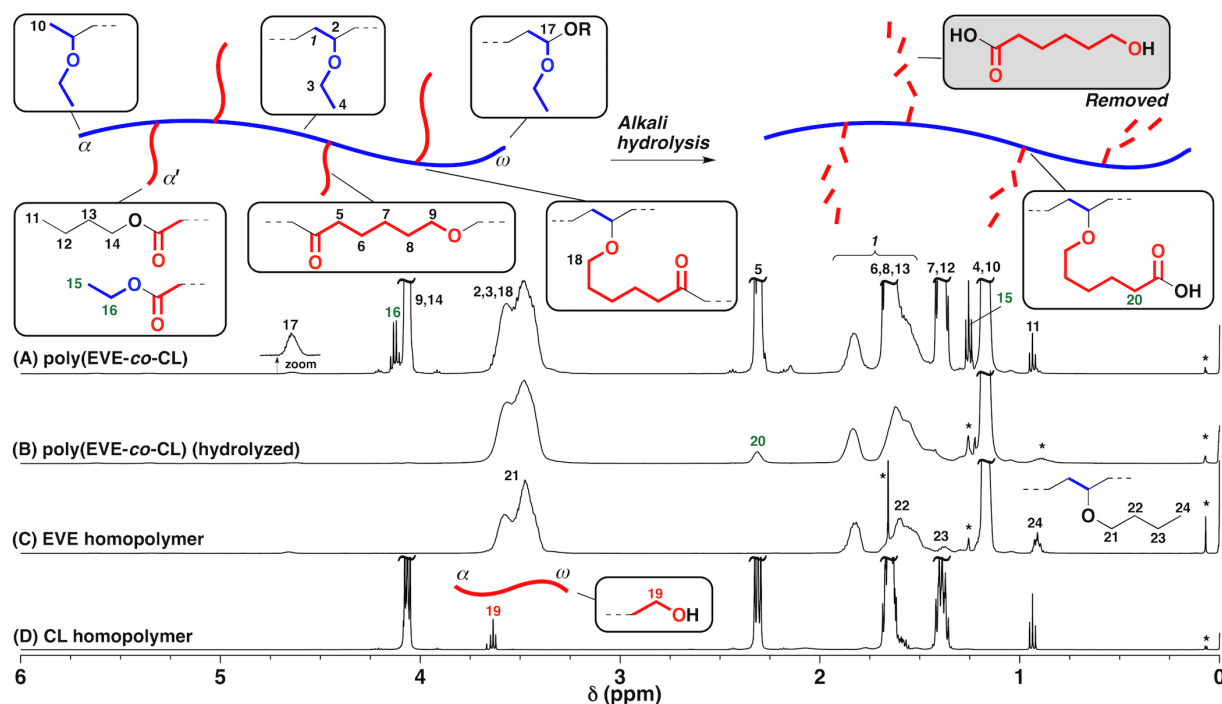 10
O
3
4
1
2
O
17
OR
O
HO
O
OH
Removed
α
ω
Alkali
hydrolysis
α′
11
13
12
14
O
O
15
16
O
O
5
7
9
6
8
O
O
18
O
O
O
O
OH
20
1
5
6,8,13
7,12
4,10
9,14
16
2,3,18
15
11
17
zoom
*
(A) poly(EVE-co-CL)
20
*
*
*
(B) poly(EVE-co-CL) (hydrolyzed)
21
*
22
23
*
24
*
O
21
22
23
24
(C) EVE homopolymer
α
ω
19
19
OH
*
(D) CL homopolymer
6
5
4
3
2
1
0
δ (ppm)